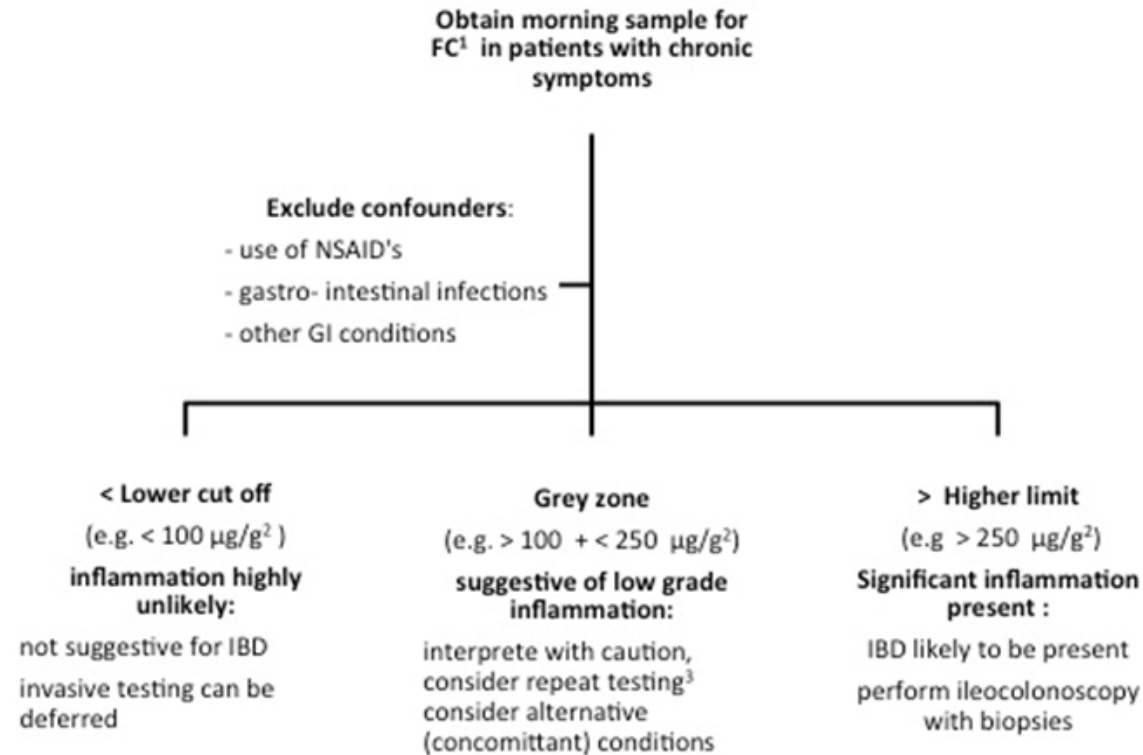 Obtain morning sample for
FC¹ in patients with chronic
symptoms
Exclude confounders:
- use of NSAID's
- gastro- intestinal infections
- other GI conditions
< Lower cut off
(e.g. < 100 µg/g² )
inflammation highly
unlikely:
not suggestive for IBD
invasive testing can be
deferred
Grey zone
(e.g. > 100 + < 250 µg/g²)
suggestive of low grade
inflammation:
interprete with caution,
consider repeat testing³
consider alternative
(concomittant) conditions
> Higher limit
(e.g > 250 µg/g²)
Significant inflammation
present :
IBD likely to be present
perform ileocolonoscopy
with biopsies